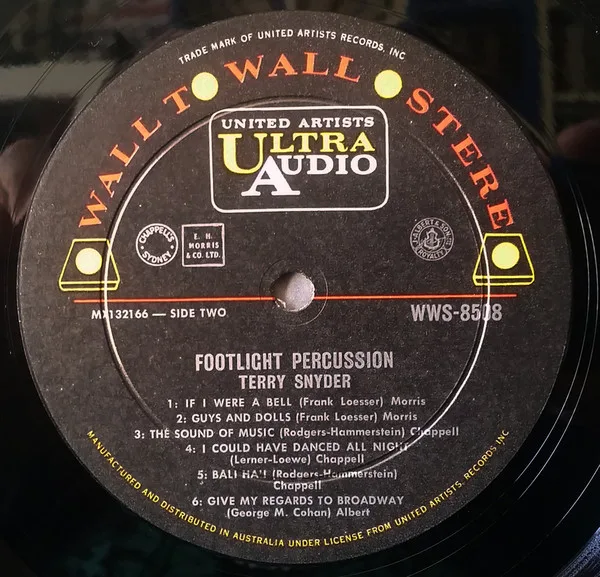 TRADE MARK OF UNITED ARTISTS RECORDS, INC
WALL TO WALL STEREO
UNITED ARTISTS
ULTRA
AUDIO
CHAPPELL'S
SYDNEY
E. H.
MORRIS
& CO. LTD.
J. ALBERT & SON
ROYALTY
MX132166 — SIDE TWO
WWS-8508
FOOTLIGHT PERCUSSION
TERRY SNYDER
1: IF I WERE A BELL (Frank Loesser) Morris
2: GUYS AND DOLLS (Frank Loesser) Morris
3: THE SOUND OF MUSIC (Rodgers-Hammerstein) Chappell
4: I COULD HAVE DANCED ALL NIGHT
(Lerner-Loewe) Chappell
5: BALI HA'I (Rodgers-Hammerstein)
Chappell
6: GIVE MY REGARDS TO BROADWAY
(George M. Cohan) Albert
MANUFACTURED AND DISTRIBUTED IN AUSTRALIA UNDER LICENSE FROM UNITED ARTISTS, RECORDS INC